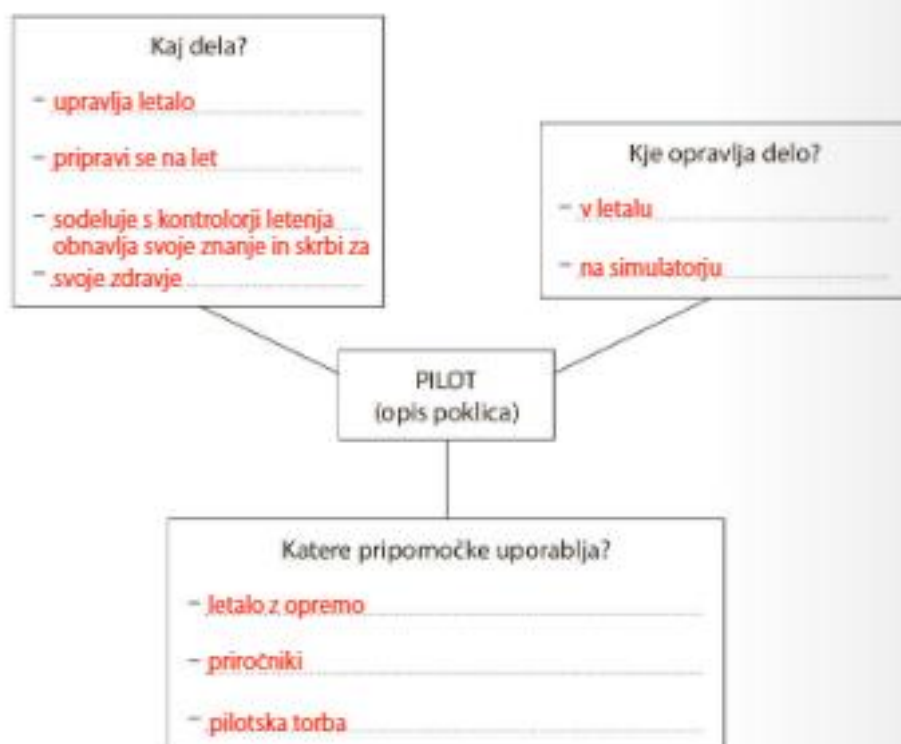 Kaj dela?
- upravlja letalo
- pripravi se na let
- sodeluje s kontrolorji letenja
obnavlja svoje znanje in skrbi za
- svoje zdravje
Kje opravlja delo?
- v letalu
- na simulatorju
PILOT
(opis poklica)
Katere pripomočke uporablja?
- letalo z opremo
- priročniki
- pilotska torba